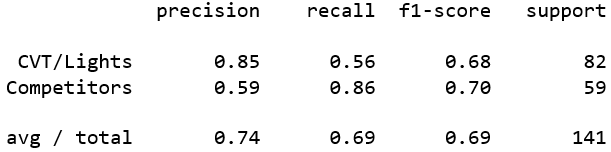 precision recall f1-score support
CVT/Lights 0.85 0.56 0.68 82
Competitors 0.59 0.86 0.70 59
avg / total 0.74 0.69 0.69 141